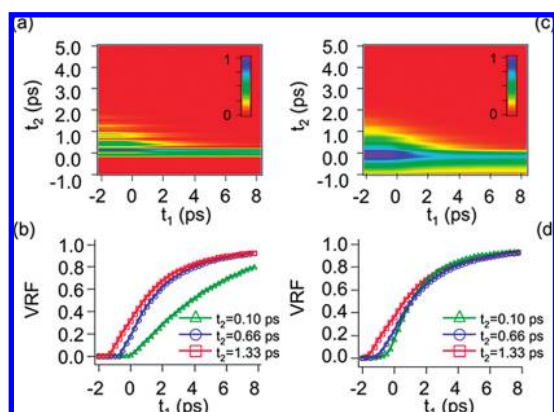 (a)
5.0
4.0
3.0
2.0
1.0
0.0
-1.0
t2 (ps)
1
0
-2 0 2 4 6 8
t1 (ps)
(c)
5.0
4.0
3.0
2.0
1.0
0.0
-1.0
t2 (ps)
1
0
-2 0 2 4 6 8
t1 (ps)
(b)
1.0
0.8
0.6
0.4
0.2
0.0
VRF
t2=0.10 ps
t2=0.66 ps
t2=1.33 ps
-2 0 2 4 6 8
t1 (ps)
(d)
1.0
0.8
0.6
0.4
0.2
0.0
VRF
t2=0.10 ps
t2=0.66 ps
t2=1.33 ps
-2 0 2 4 6 8
t1 (ps)